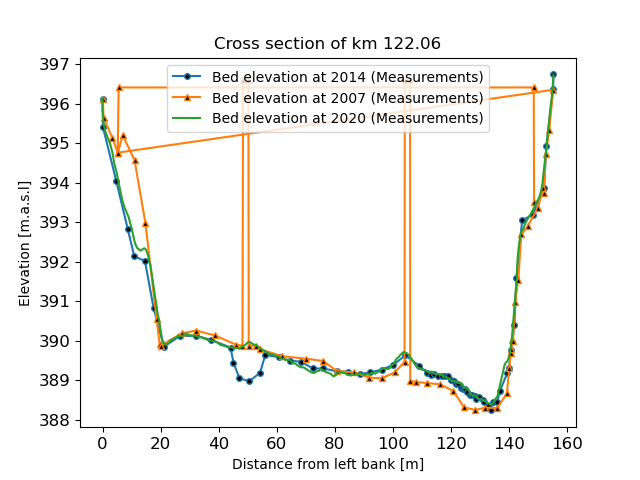 Cross section of km 122.06
Bed elevation at 2014 (Measurements)
Bed elevation at 2007 (Measurements)
Bed elevation at 2020 (Measurements)
Elevation [m.a.s.l]
397
396
395
394
393
392
391
390
389
388
0 20 40 60 80 100 120 140 160
Distance from left bank [m]